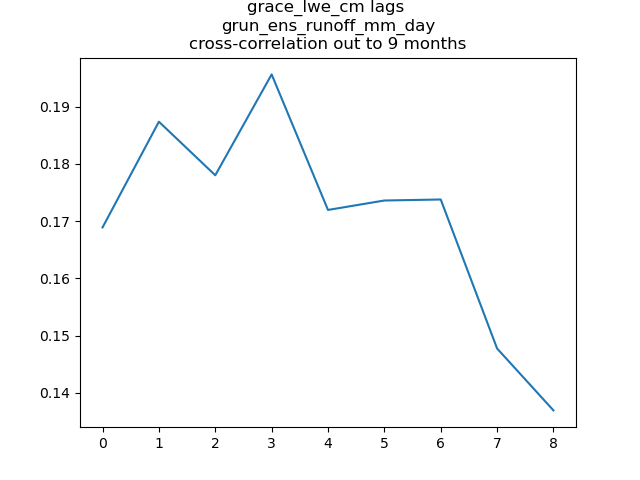 grace_lwe_cm lags
grun_ens_runoff_mm_day
cross-correlation out to 9 months
0.19
0.18
0.17
0.16
0.15
0.14
0 1 2 3 4 5 6 7 8